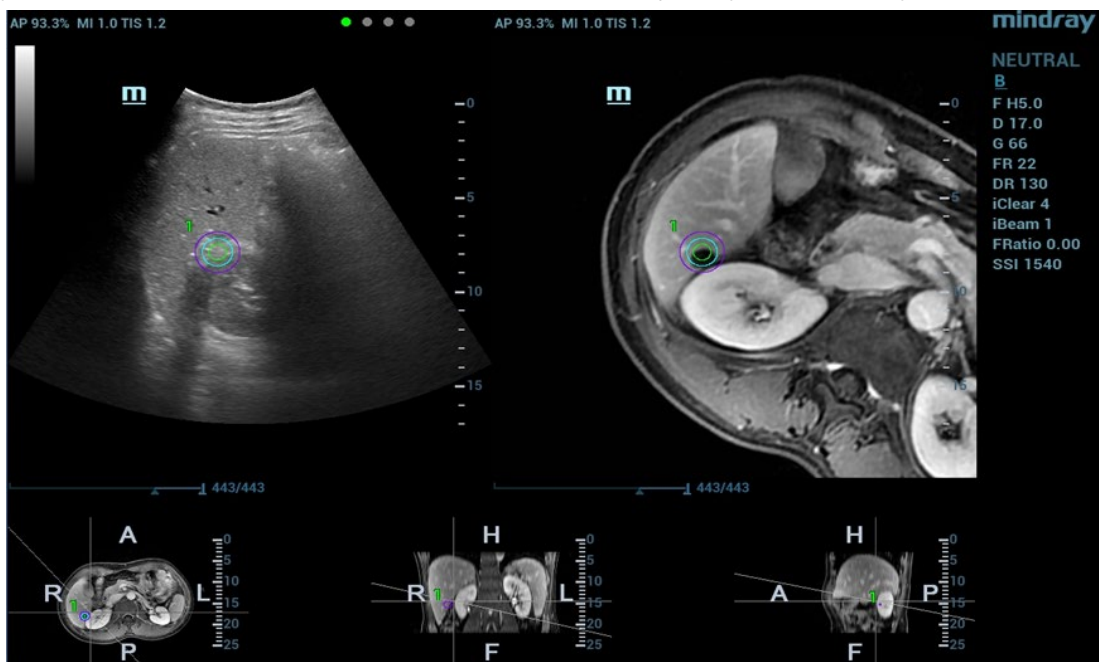 AP 93.3% MI 1.0 TIS 1.2
AP 93.3% MI 1.0 TIS 1.2
mindray
m
m
NEUTRAL
B
F H5.0
D 17.0
G 66
FR 22
DR 130
iClear 4
iBeam 1
FRatio 0.00
SSI 1540
0
5
10
15
0
5
10
15
1
1
443/443
443/443
A
R
L
P
1
0
5
10
15
20
25
H
R
L
F
1
0
5
10
15
20
25
H
A
P
F
1
0
5
10
15
20
25